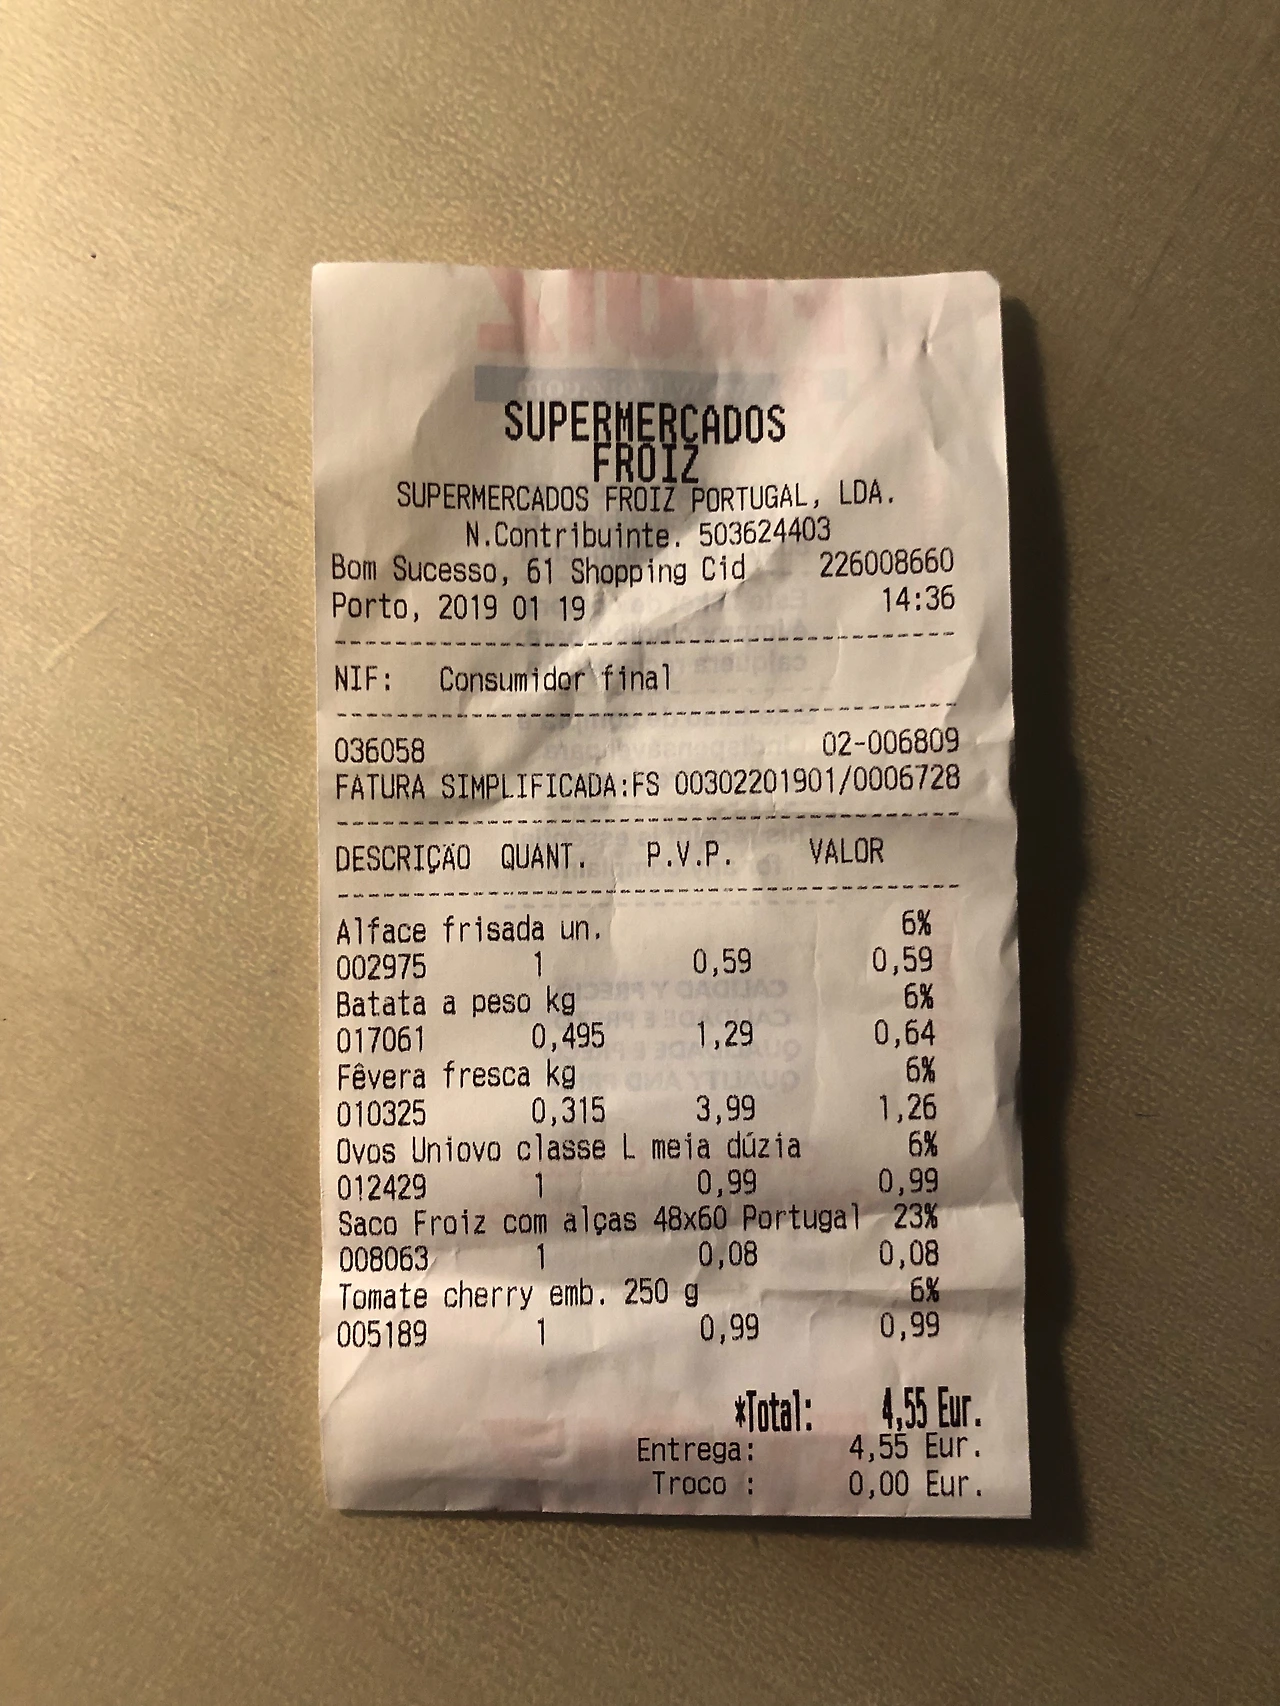 SUPERMERCADOS
FROIZ
SUPERMERCADOS FROIZ PORTUGAL, LDA.
N.Contribuinte. 503624403
Bom Sucesso, 61 Shopping Cid 226008660
Porto, 2019 01 19 14:36
NIF: Consumidor final
036058 02-006809
FATURA SIMPLIFICADA:FS 00302201901/0006728
DESCRIÇÃO QUANT. P.V.P. VALOR
Alface frisada un. 6%
002975 1 0,59 0,59
Batata a peso kg 6%
017061 0,495 1,29 0,64
Fêvera fresca kg 6%
010325 0,315 3,99 1,26
Ovos Uniovo classe L meia dúzia 6%
012429 1 0,99 0,99
Saco Froiz com alças 48x60 Portugal 23%
008063 1 0,08 0,08
Tomate cherry emb. 250 g 6%
005189 1 0,99 0,99
*Total: 4,55 Eur.
Entrega: 4,55 Eur.
Troco : 0,00 Eur.